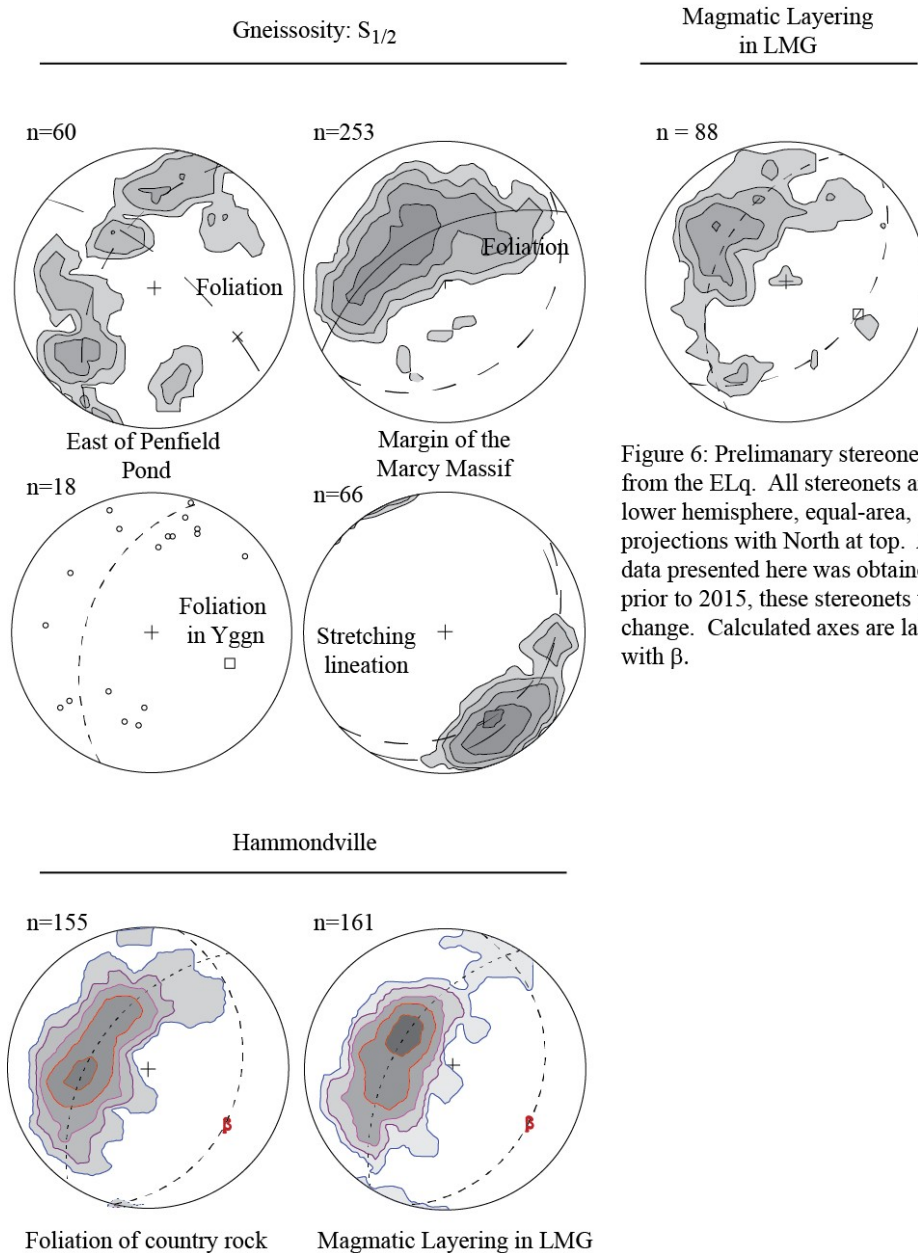 Gneissosity: S1/2
Magmatic Layering
in LMG
n=60
n=253
n = 88
Foliation
Foliation
East of Penfield
Pond
Margin of the
Marcy Massif
n=18
n=66
Foliation
in Yggn
Stretching
lineation
Figure 6: Prelimanary
from the ELq. All stereonets
lower hemisphere, equal-area,
projections with North at top.
data presented here was
prior to 2015, these stereonets
change. Calculated axes are
with β.
Hammondville
n=155
n=161
β
β
Foliation of country rock
Magmatic Layering in LMG